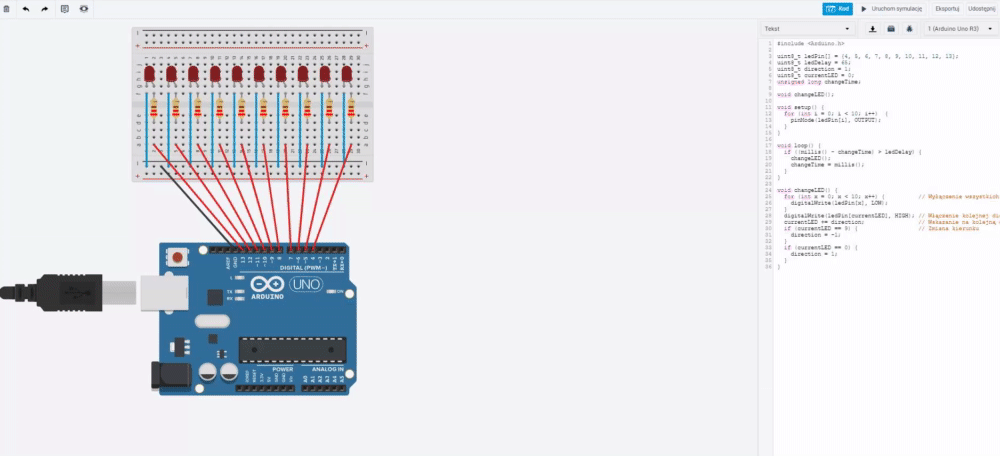 Kod
Uruchom symulację
Eksportuj
Udostępnij
Tekst
1 (Arduino Uno R3)
1 #include <Arduino.h>
2
3 uint8_t ledPin[] = {4, 5, 6, 7, 8, 9, 10, 11, 12, 13};
4 uint8_t ledDelay = 65;
5 uint8_t direction = 1;
6 uint8_t currentLED = 0;
7 unsigned long changeTime;
8
9 void changeLED();
10
11 void setup() {
12 for (int i = 0; i < 10; i++) {
13 pinMode(ledPin[i], OUTPUT);
14 }
15 }
16
17 void loop() {
18 if ((millis() - changeTime) > ledDelay) {
19 changeLED();
20 changeTime = millis();
21 }
22 }
23
24 void changeLED() {
25 for (int x = 0; x < 10; x++) { // Wyłączenie wszystkich
26 digitalWrite(ledPin[x], LOW);
27 }
28 digitalWrite(ledPin[currentLED], HIGH); // Włączenie kolejnej di
29 currentLED += direction; // Wskazanie na kolejną
30 if (currentLED == 9) { // Zmiana kierunku
31 direction = -1;
32 }
33 if (currentLED == 0) {
34 direction = 1;
35 }
36 }
AREF
GND
13
12
~11
~10
~9
8
7
~6
~5
4
~3
2
DIGITAL (PWM~)
L
TX
RX
ARDUINO
UNO
ON
POWER
ANALOG IN
IOREF
RESET
3.3V
5V
GND
GND
VIN
A0
A1
A2
A3
A4
A5